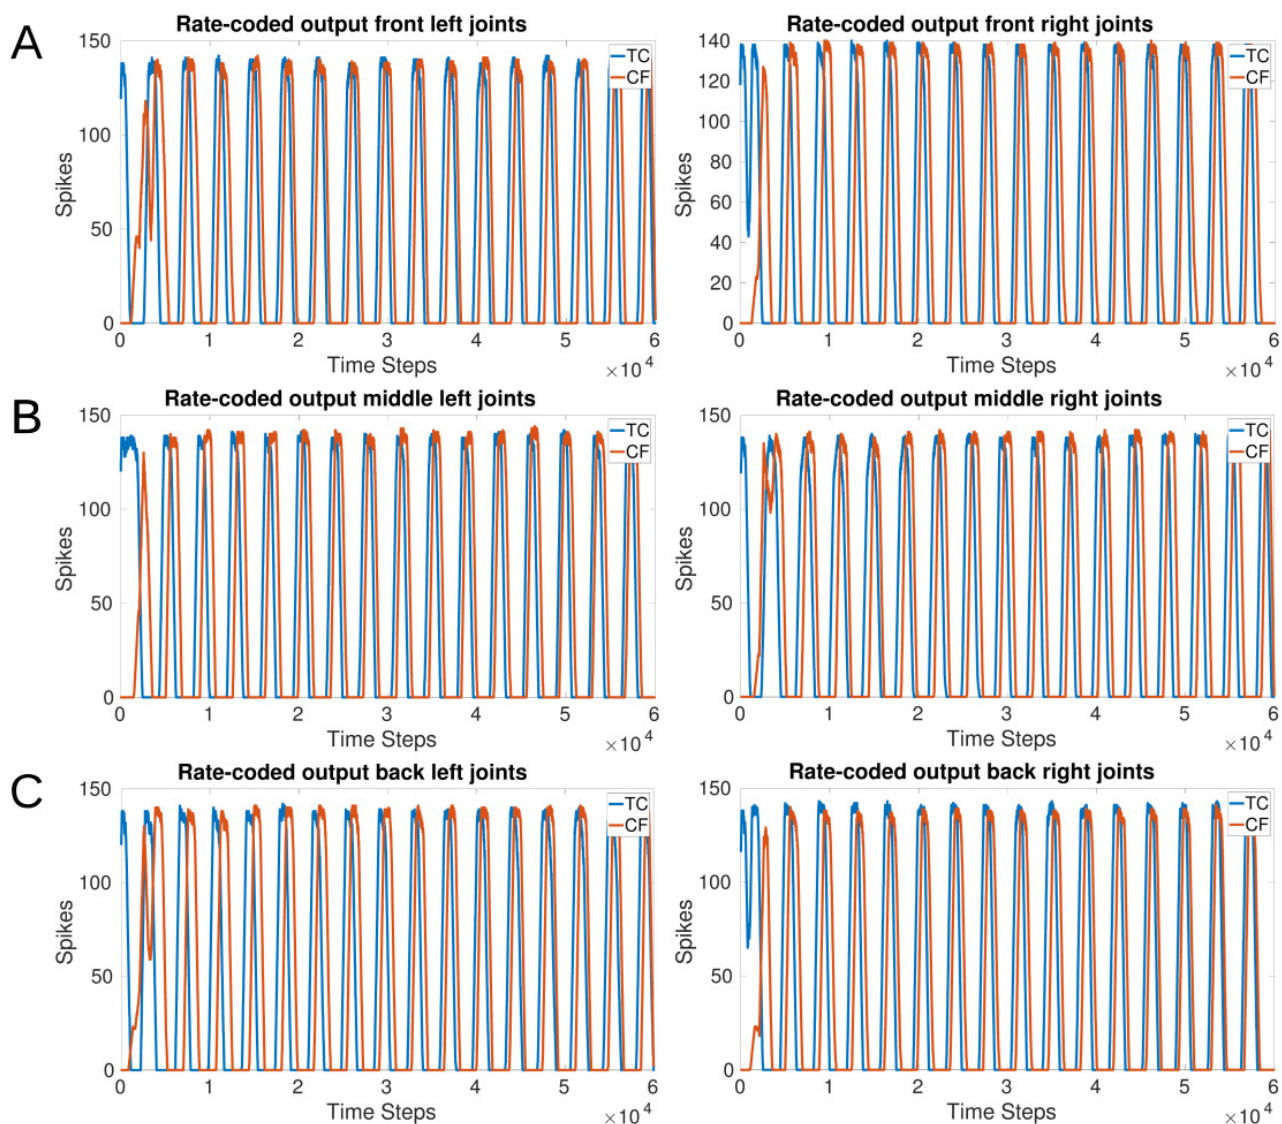 A
Rate-coded output front left joints
150
100
50
0
Spikes
TC
CF
0 1 2 3 4 5 6
Time Steps
×10 4
Rate-coded output front right joints
140
120
100
80
60
40
20
0
Spikes
TC
CF
0 1 2 3 4 5 6
Time Steps
×10 4
B
Rate-coded output middle left joints
150
100
50
0
Spikes
TC
CF
0 1 2 3 4 5 6
Time Steps
×10 4
Rate-coded output middle right joints
150
100
50
0
Spikes
TC
CF
0 1 2 3 4 5 6
Time Steps
×10 4
C
Rate-coded output back left joints
150
100
50
0
Spikes
TC
CF
0 1 2 3 4 5 6
Time Steps
×10 4
Rate-coded output back right joints
150
100
50
0
Spikes
TC
CF
0 1 2 3 4 5 6
Time Steps
×10 4